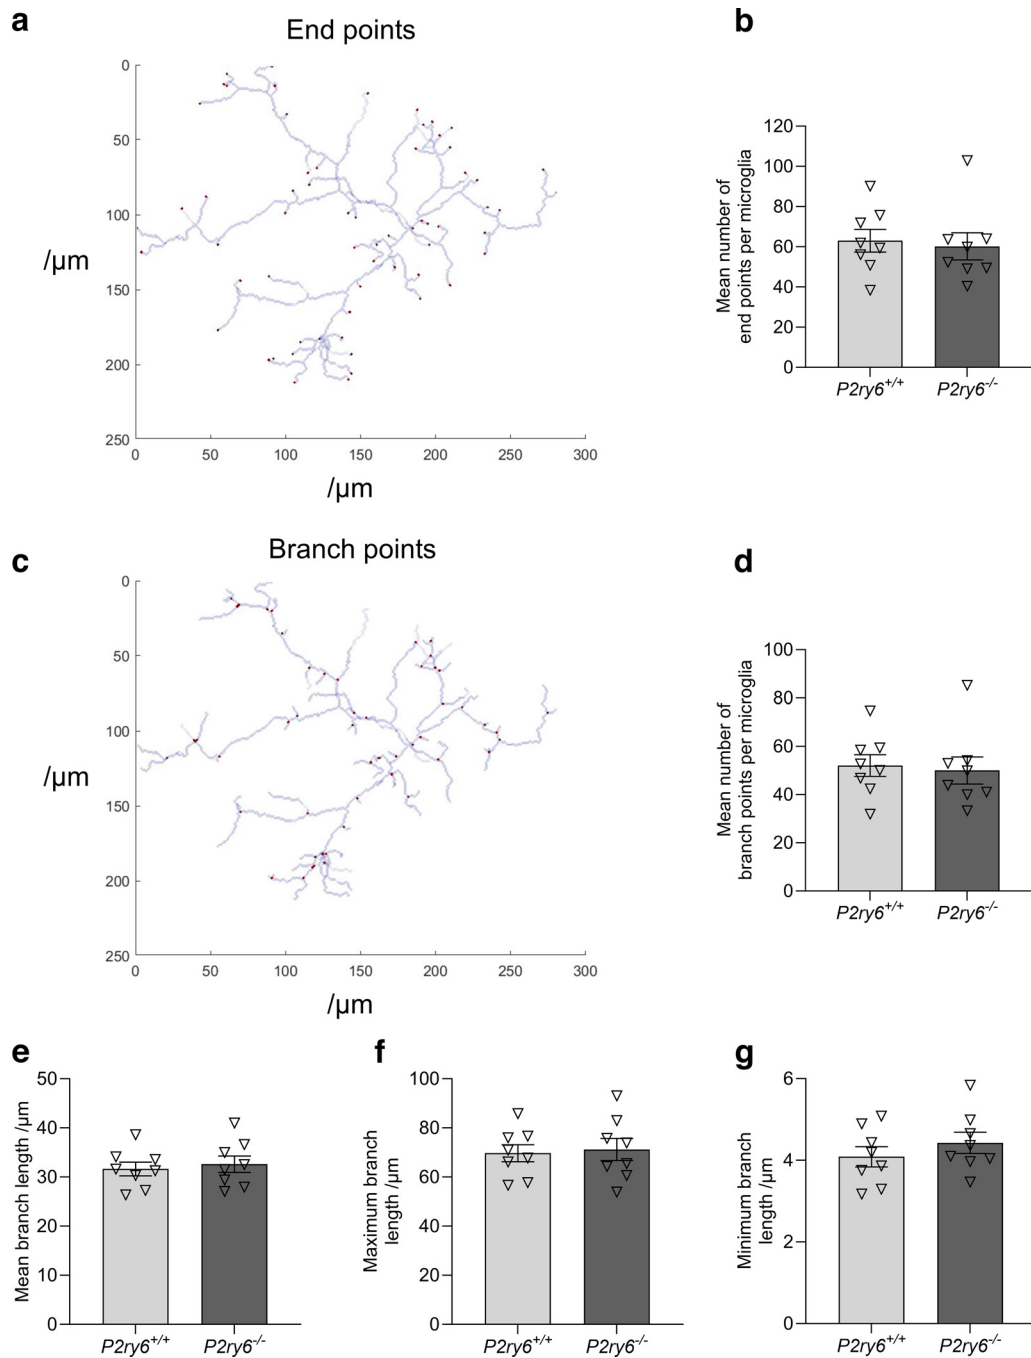 a
End points
0
50
100
150
200
250
0 50 100 150 200 250 300
/µm
/µm
b
120
100
80
60
40
20
0
Mean number of
end points per microglia
P2ry6+/+ P2ry6-/-
c
Branch points
0
50
100
150
200
250
0 50 100 150 200 250 300
/µm
/µm
d
100
80
60
40
20
0
Mean number of
branch points per microglia
P2ry6+/+ P2ry6-/-
e
50
40
30
20
10
0
Mean branch length /µm
P2ry6+/+ P2ry6-/-
f
100
80
60
40
20
0
Maximum branch
length /µm
P2ry6+/+ P2ry6-/-
g
6
4
2
0
Minimum branch
length /µm
P2ry6+/+ P2ry6-/-